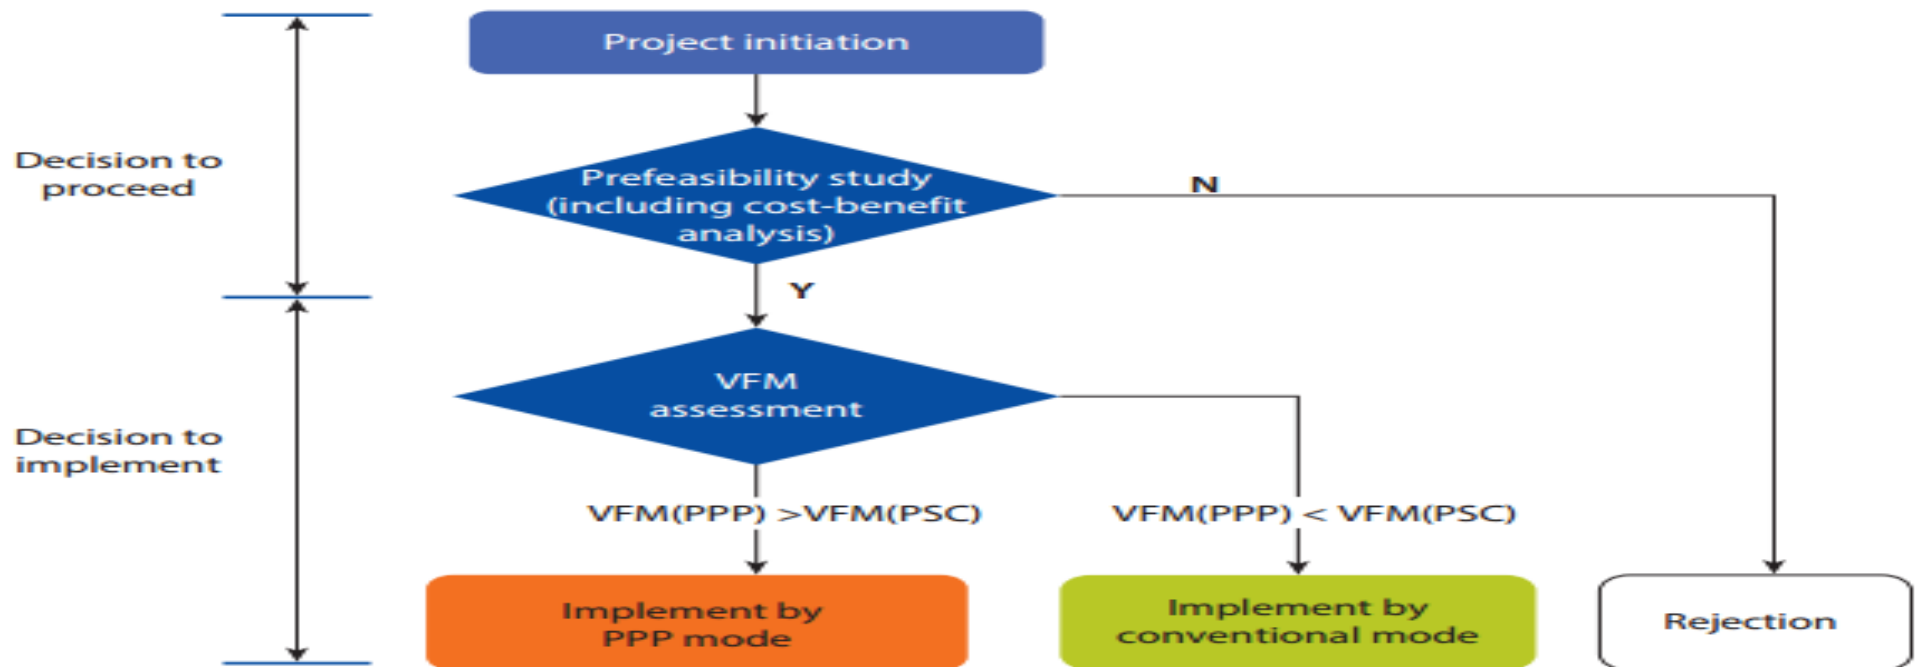 Project initiation
Decision to
proceed
Prefeasibility study
(including cost-benefit
analysis)
N
Y
VFM
assessment
Decision to
implement
VFM(PPP) >VFM(PSC)
VFM(PPP) < VFM(PSC)
Implement by
PPP mode
Implement by
conventional mode
Rejection